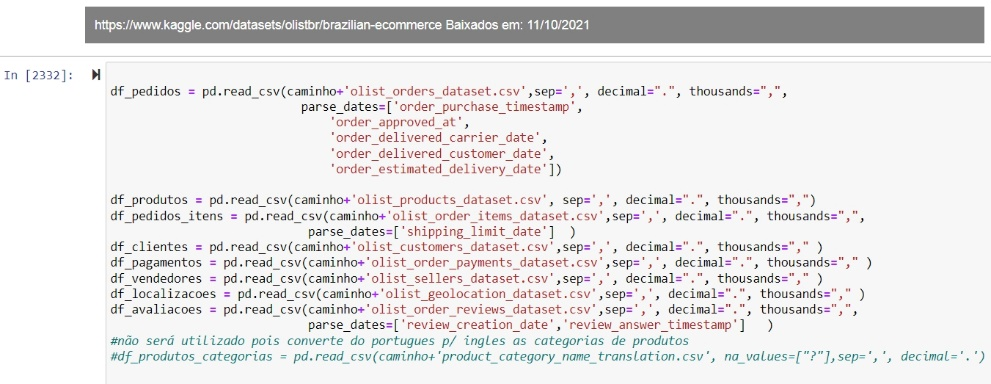 https://www.kaggle.com/datasets/olistbr/brazilian-ecommerce Baixados em: 11/10/2021
In [2332]:
df_pedidos = pd.read_csv(caminho+'olist_orders_dataset.csv',sep=',', decimal=".", thousands=",",
parse_dates=['order_purchase_timestamp',
'order_approved_at',
'order_delivered_carrier_date',
'order_delivered_customer_date',
'order_estimated_delivery_date'])
df_produtos = pd.read_csv(caminho+'olist_products_dataset.csv', sep=',', decimal=".", thousands=",")
df_pedidos_itens = pd.read_csv(caminho+'olist_order_items_dataset.csv',sep=',', decimal=".", thousands=",",
parse_dates=['shipping_limit_date']  )
df_clientes = pd.read_csv(caminho+'olist_customers_dataset.csv',sep=',', decimal=".", thousands="," )
df_pagamentos = pd.read_csv(caminho+'olist_order_payments_dataset.csv',sep=',', decimal=".", thousands="," )
df_vendedores = pd.read_csv(caminho+'olist_sellers_dataset.csv',sep=',', decimal=".", thousands="," )
df_localizacoes = pd.read_csv(caminho+'olist_geolocation_dataset.csv',sep=',', decimal=".", thousands="," )
df_avaliacoes = pd.read_csv(caminho+'olist_order_reviews_dataset.csv',sep=',', decimal=".", thousands=",",
parse_dates=['review_creation_date','review_answer_timestamp']   )
#não será utilizado pois converte do portugues p/ ingles as categorias de produtos
#df_produtos_categorias = pd.read_csv(caminho+'product_category_name_translation.csv', na_values=["?"],sep=',', decimal='.')